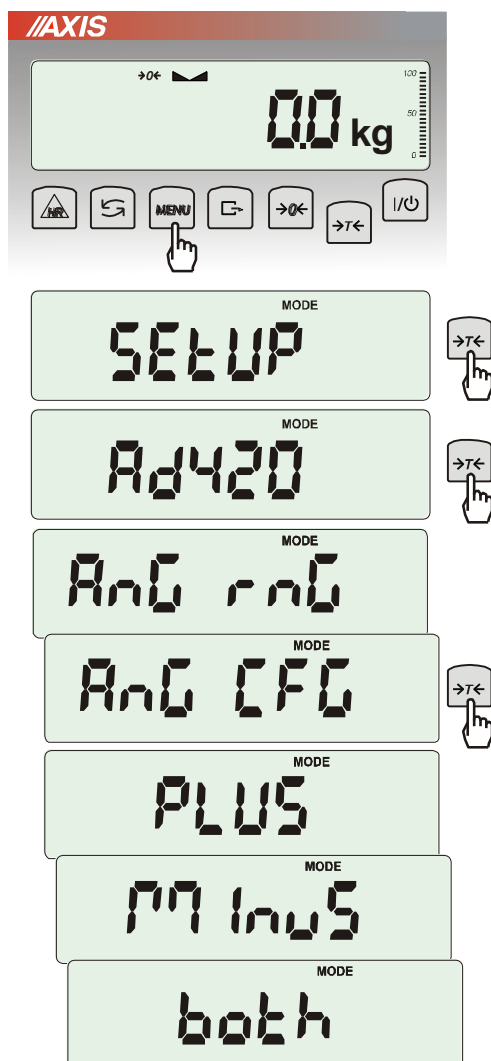 //AXIS
→0←
100
50
0
0.0 kg
HR
MENU
→0←
→T←
I/⏻
MODE
SEtUP
→T←
MODE
Ad420
→T←
MODE
AnG rnG
MODE
AnG CFG
→T←
MODE
PLUS
MODE
MInuS
MODE
both